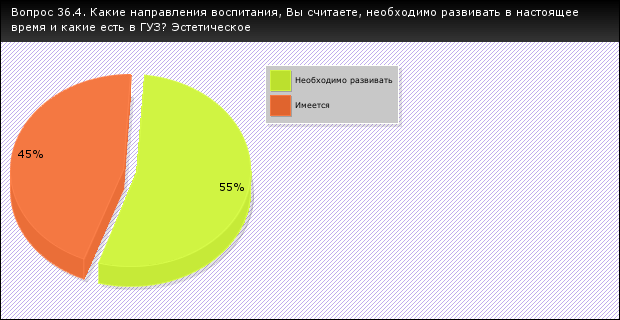 Вопрос 36.4. Какие направления воспитания, Вы считаете, необходимо развивать в настоящее
время и какие есть в ГУЗ? Эстетическое
Необходимо развивать
Имеется
45%
55%